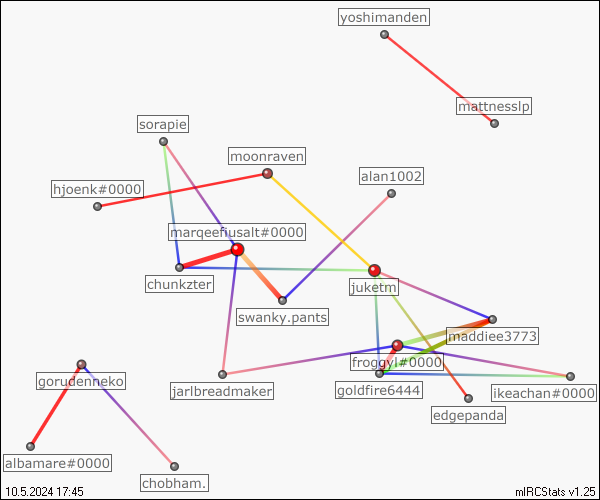 yoshimanden
mattnesslp
sorapie
moonraven
alan1002
hjoenk#0000
marqeefiusalt#0000
chunkzter
juketm
swanky.pants
maddiee3773
froggyl#0000
gorudenneko
jarlbreadmaker
goldfire6444
ikeachan#0000
edgepanda
albamare#0000
chobham.
10.5.2024 17:45
mIRCStats v1.25